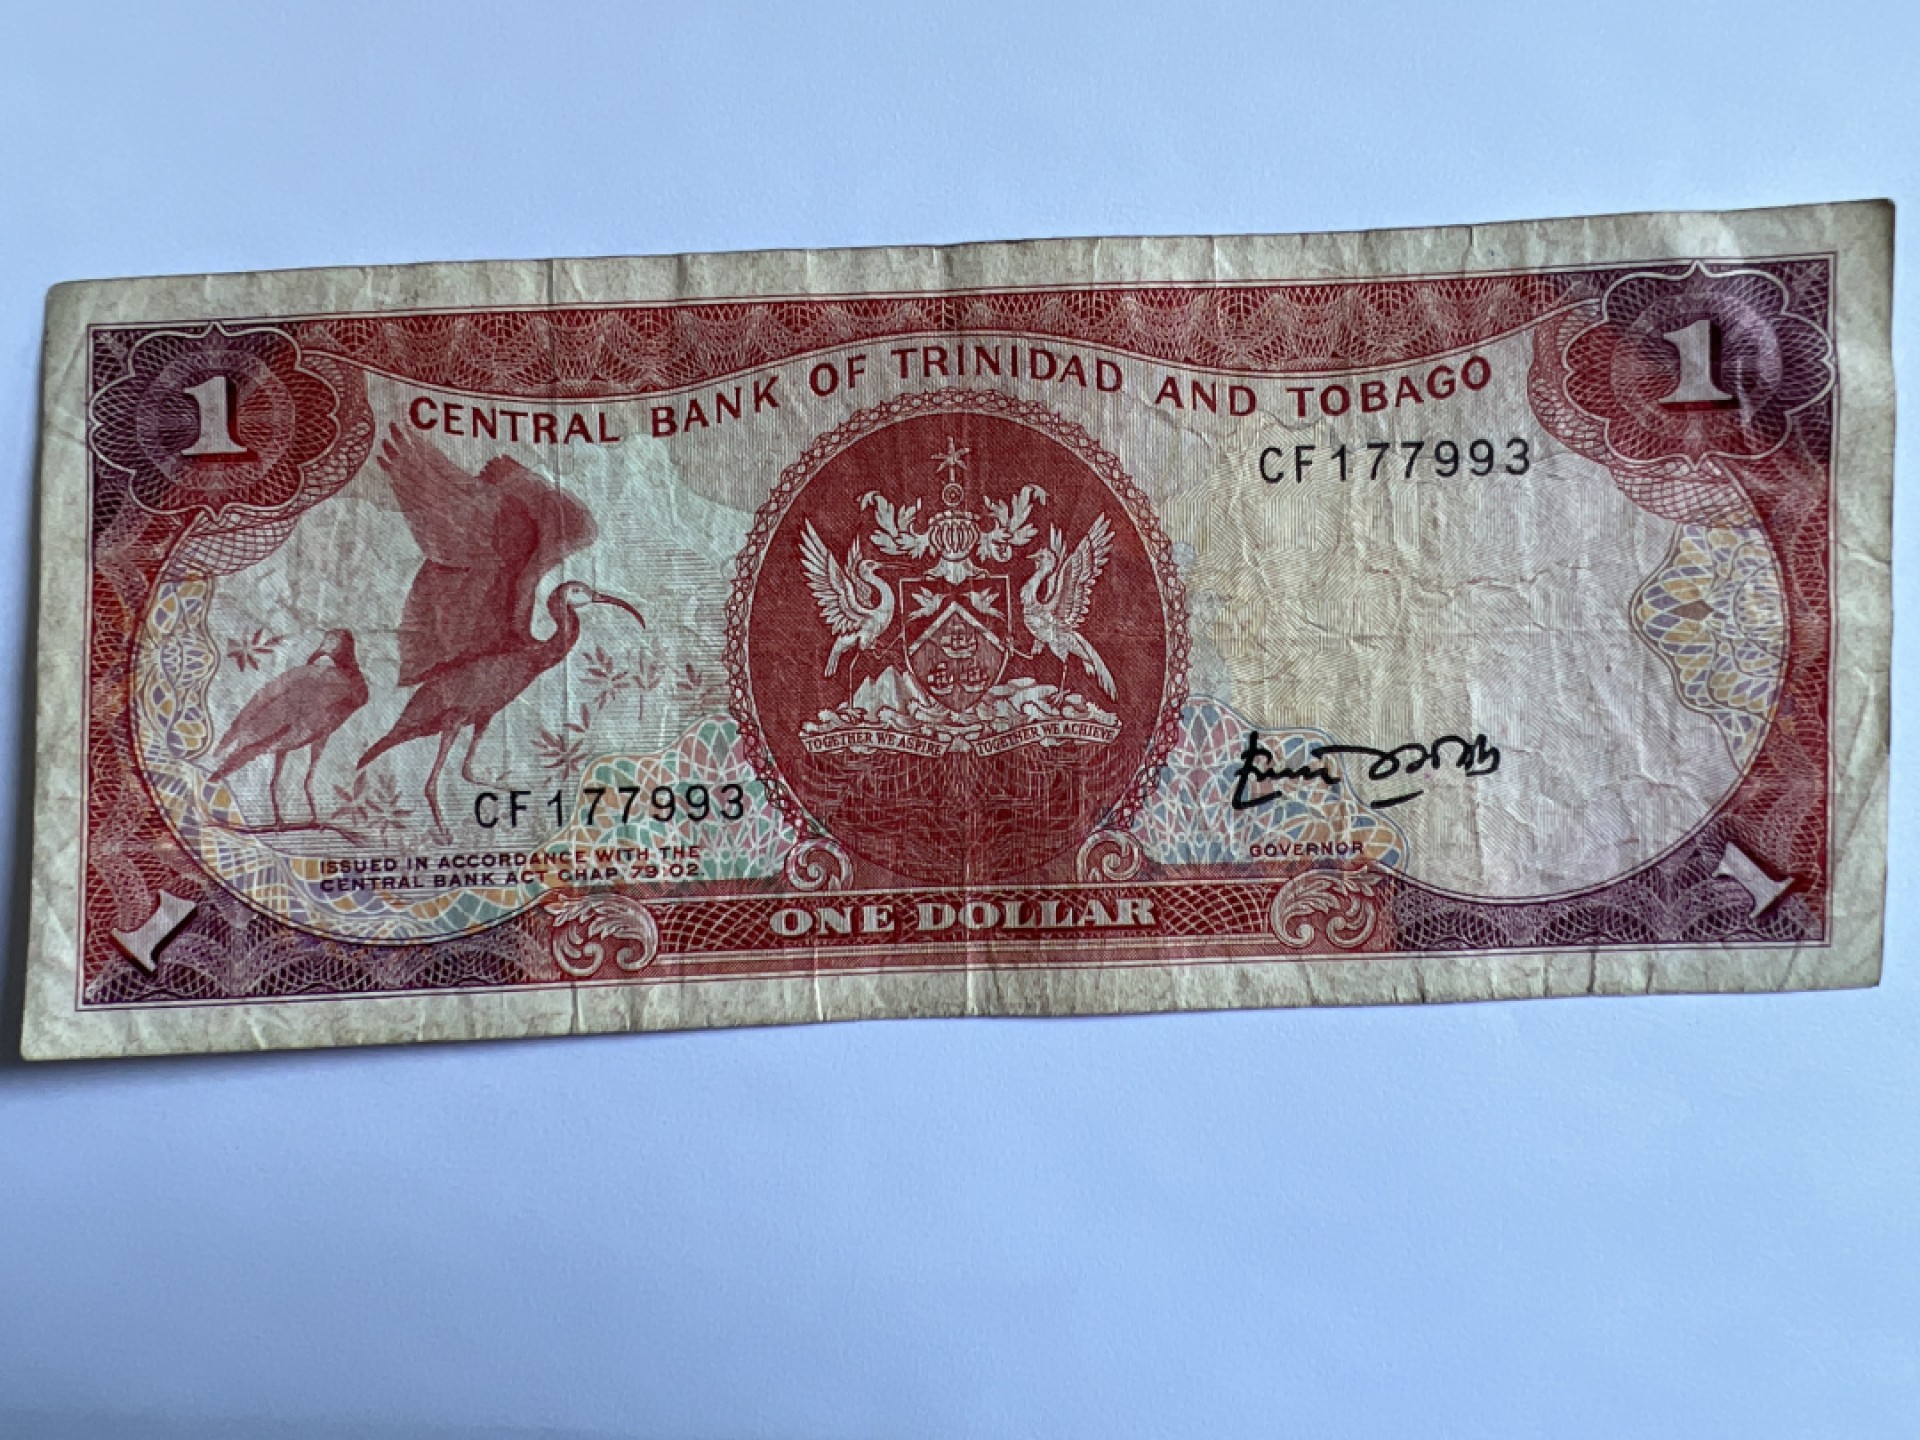 1
1
CENTRAL BANK OF TRINIDAD AND TOBAGO
CF177993
TOGETHER WE ASPIRE TOGETHER WE ACHIEVE
CF177993
GOVERNOR
ISSUED IN ACCORDANCE WITH THE
CENTRAL BANK ACT CHAP. 79:02.
1
ONE DOLLAR
1